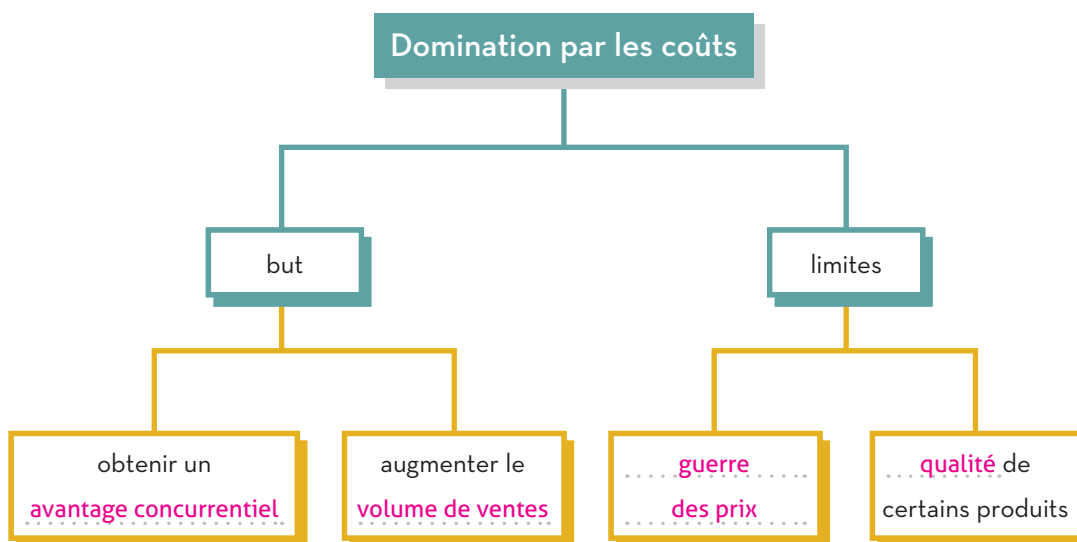 Domination par les coûts
but
limites
obtenir un
avantage concurrentiel
augmenter le
volume de ventes
guerre
des prix
qualité de
certains produits